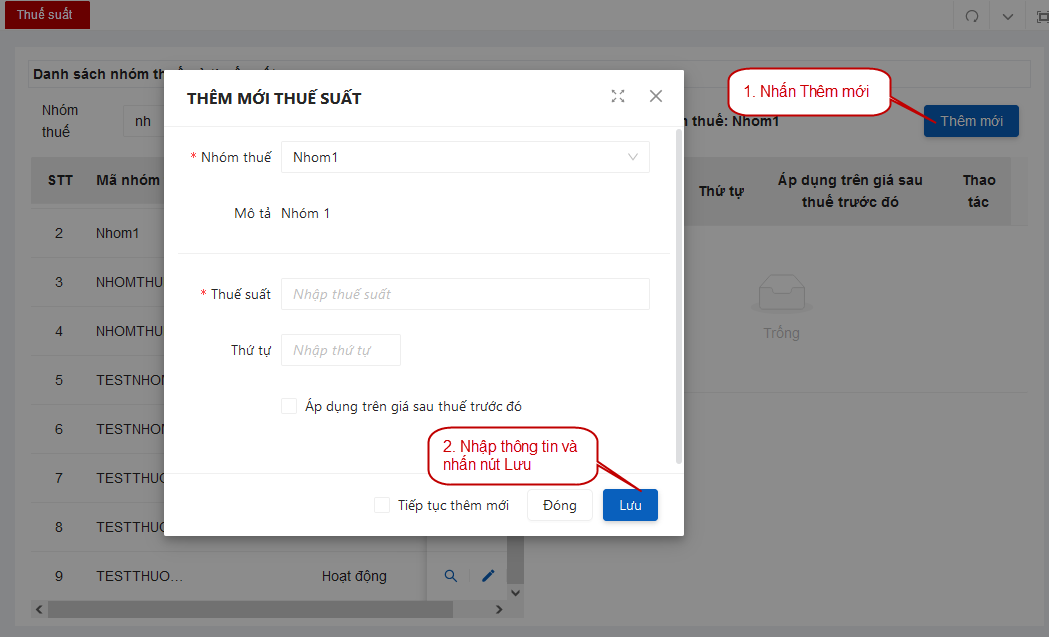 Thuế suất
Danh sách nhóm th
1. Nhấn Thêm mới
THÊM MỚI THUẾ SUẤT
Nhóm
thuế
nh
thuế: Nhom1
Thêm mới
* Nhóm thuế
Nhom1
STT
Mã nhóm
Thứ tự
Áp dụng trên giá sau
thuế trước đó
Thao
tác
Mô tả
Nhóm 1
2
Nhom1
3
NHOMTHU
* Thuế suất
Nhập thuế suất
4
NHOMTHU
Trống
Thứ tự
Nhập thứ tự
5
TESTNHOM
Áp dụng trên giá sau thuế trước đó
6
TESTNHOM
2. Nhập thông tin và
nhấn nút Lưu
7
TESTTHUO
Tiếp tục thêm mới
Đóng
Lưu
8
TESTTHUO
9
TESTTHUO...
Hoạt động